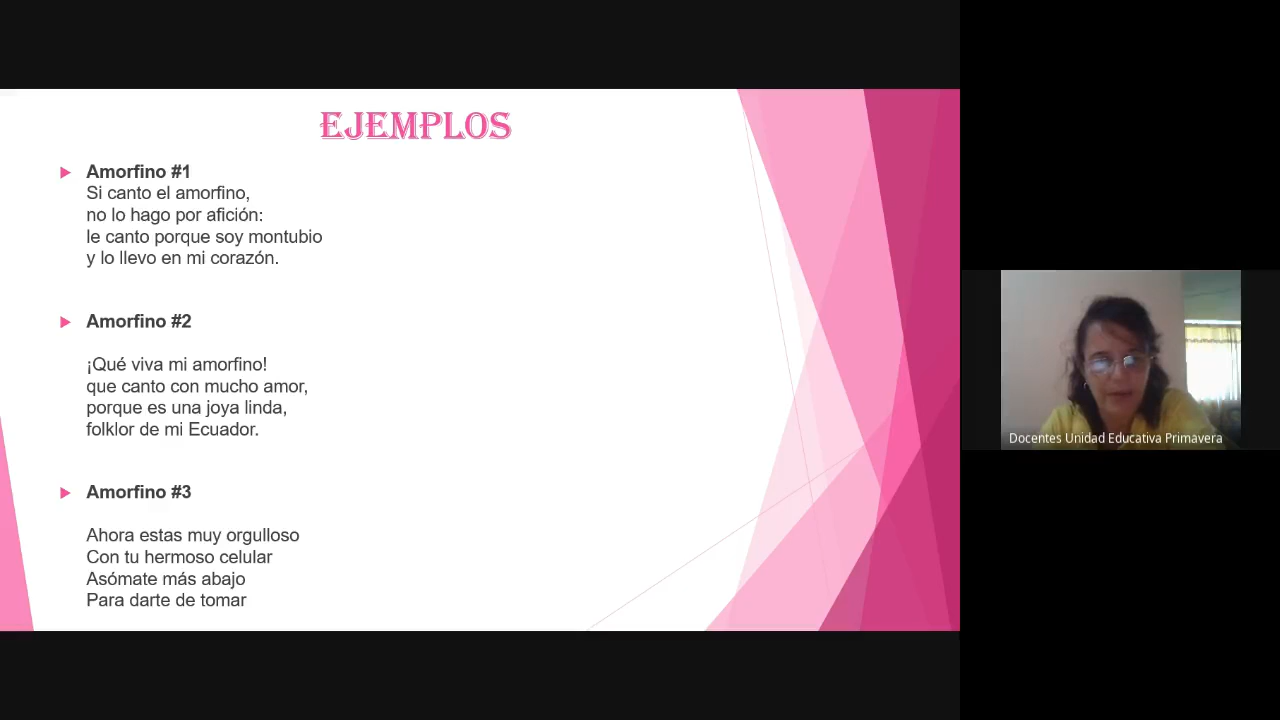 EJEMPLOS
Amorfino #1
Si canto el amorfino,
no lo hago por afición:
le canto porque soy montubio
y lo llevo en mi corazón.
Amorfino #2
¡Qué viva mi amorfino!
que canto con mucho amor,
porque es una joya linda,
folklor de mi Ecuador.
Amorfino #3
Ahora estas muy orgulloso
Con tu hermoso celular
Asómate más abajo
Para darte de tomar
Docentes Unidad Educativa Primavera